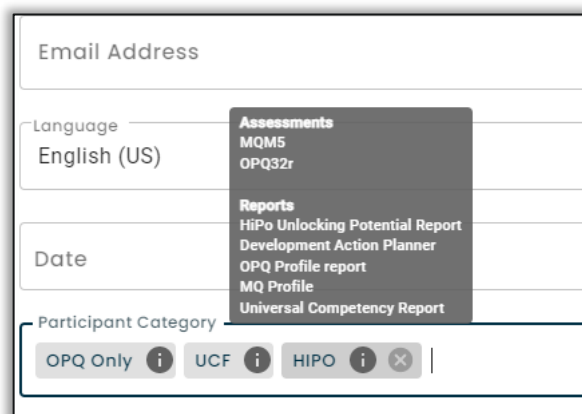 Email Address
Language
English (US)
Assessments
MQM5
OPQ32r
Reports
HiPo Unlocking Potential Report
Development Action Planner
OPQ Profile report
MQ Profile
Universal Competency Report
Date
Participant Category
OPQ Only i UCF i HIPO i